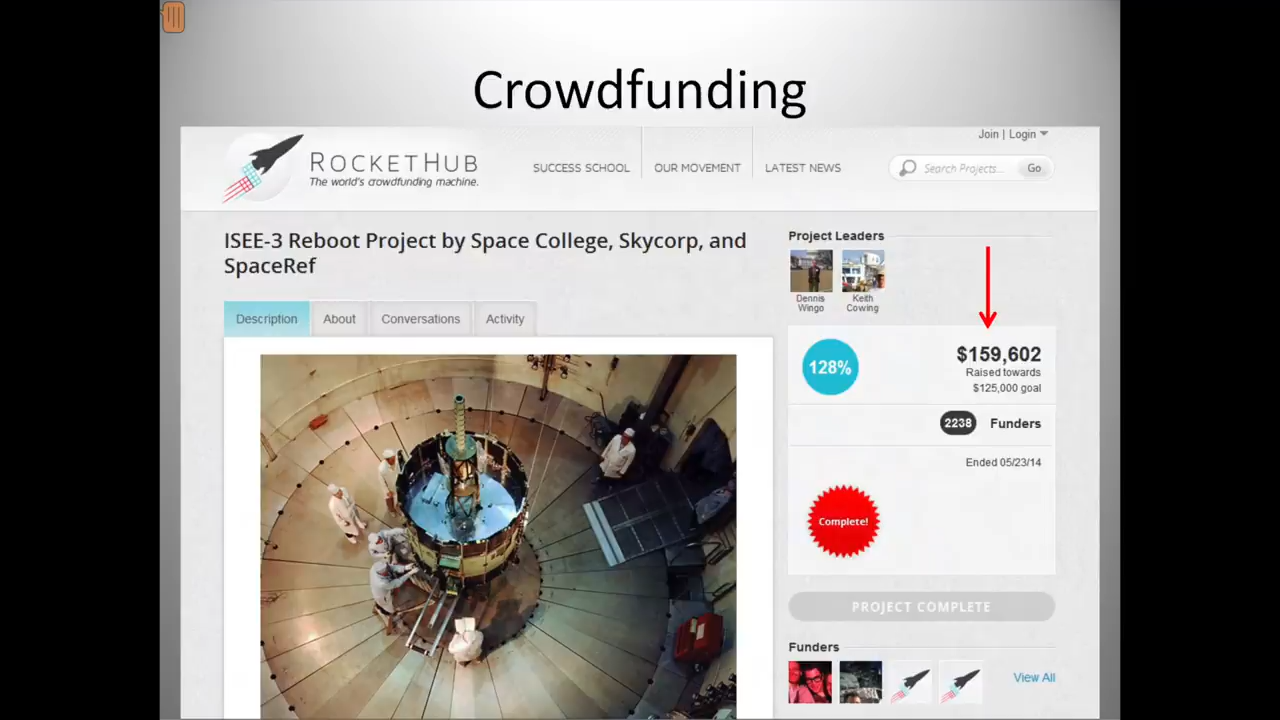 Crowdfunding
Join | Login
ROCKETHUB
The world's crowdfunding machine.
SUCCESS SCHOOL
OUR MOVEMENT
LATEST NEWS
Search Projects...
Go
ISEE-3 Reboot Project by Space College, Skycorp, and
SpaceRef
Description
About
Conversations
Activity
Project Leaders
Dennis
Wingo
Keith
Cowing
128%
$159,602
Raised towards
$125,000 goal
2238 Funders
Ended 05/23/14
Complete!
PROJECT COMPLETE
Funders
View All